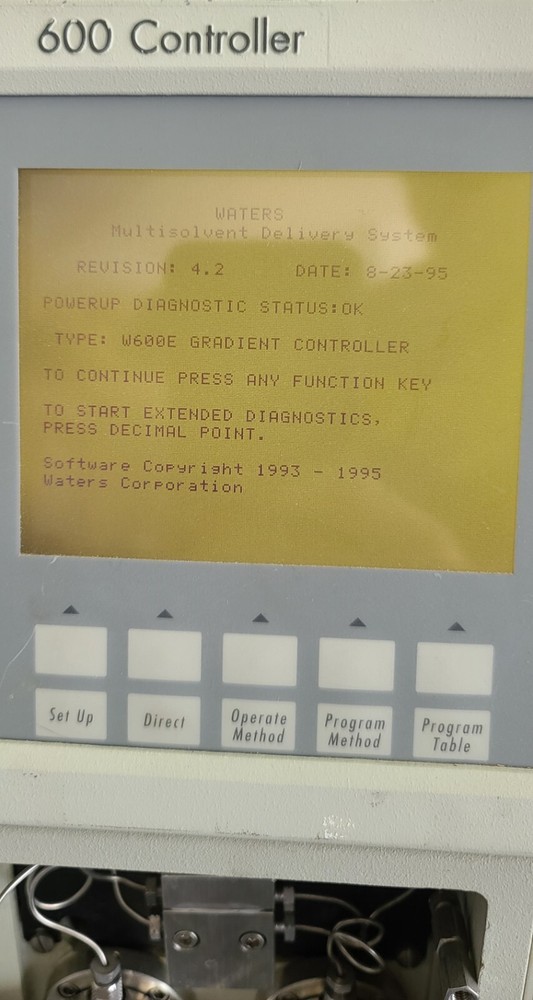 600 Controller
WATERS
Multisolvent Delivery System
REVISION: 4.2 DATE: 8-23-95
POWERUP DIAGNOSTIC STATUS:OK
TYPE: W600E GRADIENT CONTROLLER
TO CONTINUE PRESS ANY FUNCTION KEY
TO START EXTENDED DIAGNOSTICS,
PRESS DECIMAL POINT.
Software Copyright 1993 - 1995
Waters Corporation
Set Up
Direct
Operate
Method
Program
Method
Program
Table